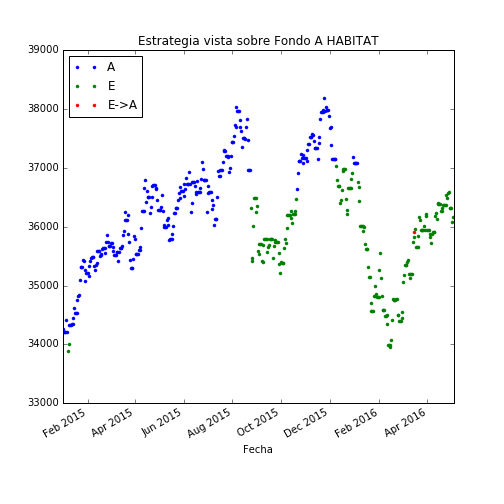 Estrategia vista sobre Fondo A HABITAT
39000
38000
37000
36000
35000
34000
33000
A
E
E->A
Feb 2015
Apr 2015
Jun 2015
Aug 2015
Oct 2015
Dec 2015
Feb 2016
Apr 2016
Fecha